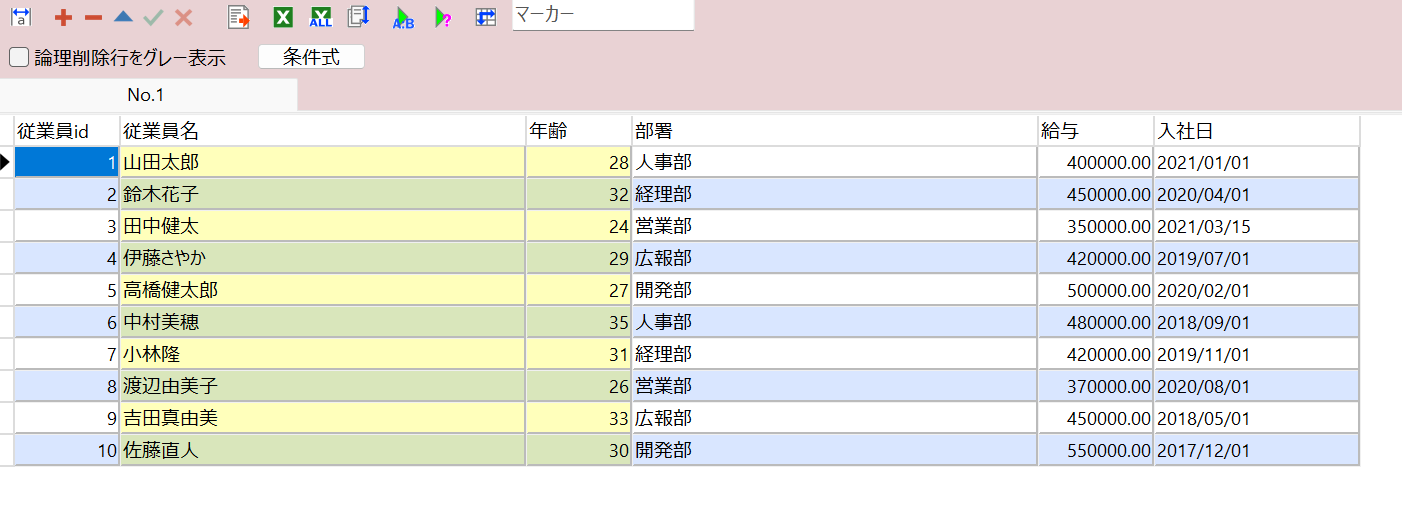 a ALL A.B ? マーカー
論理削除行をグレー表示 条件式
No.1
従業員id 従業員名 年齢 部署 給与 入社日
1 山田太郎 28 人事部 400000.00 2021/01/01
2 鈴木花子 32 経理部 450000.00 2020/04/01
3 田中健太 24 営業部 350000.00 2021/03/15
4 伊藤さやか 29 広報部 420000.00 2019/07/01
5 高橋健太郎 27 開発部 500000.00 2020/02/01
6 中村美穂 35 人事部 480000.00 2018/09/01
7 小林隆 31 経理部 420000.00 2019/11/01
8 渡辺由美子 26 営業部 370000.00 2020/08/01
9 吉田真由美 33 広報部 450000.00 2018/05/01
10 佐藤直人 30 開発部 550000.00 2017/12/01